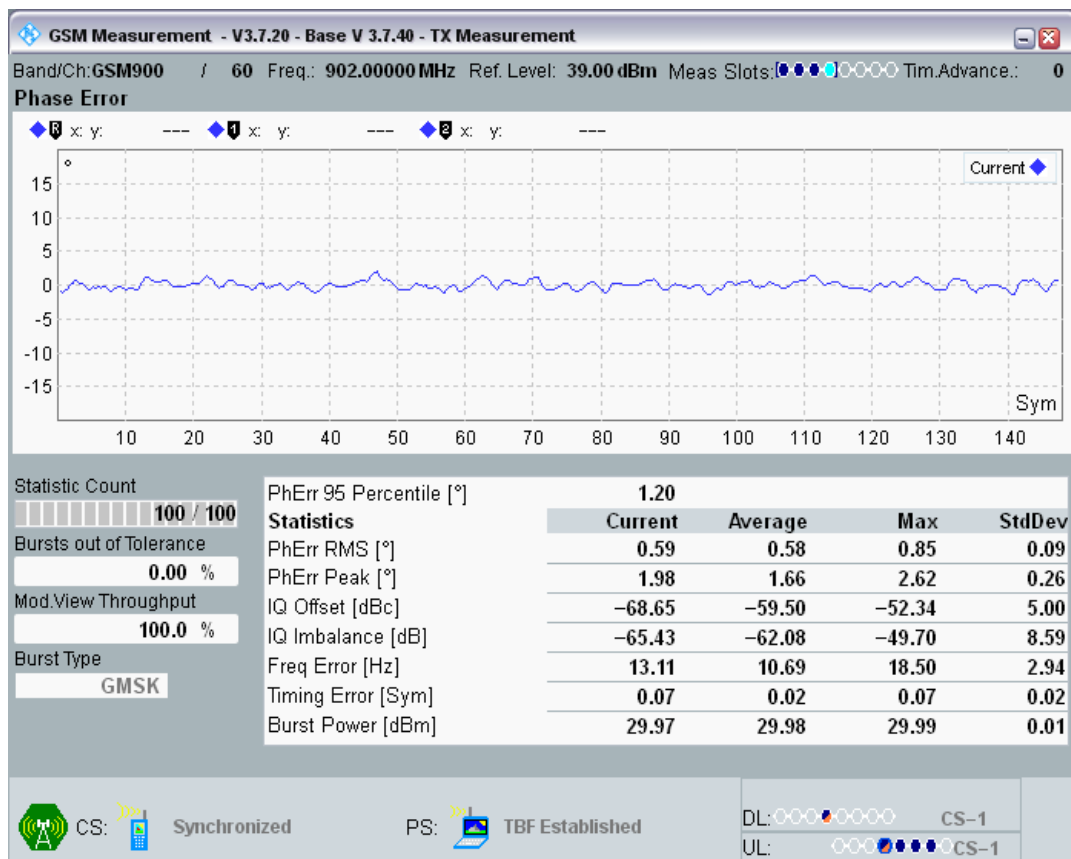 GSM Measurement - V3.7.20 - Base V 3.7.40 - TX Measurement
Band/Ch:GSM900 / 60 Freq.: 902.00000 MHz Ref. Level: 39.00 dBm Meas Slots: Tim.Advance.: 0
Phase Error
R x: y: --- 1 x: y: --- 2 x: y: ---
°
Current
15
10
5
0
-5
-10
-15
Sym
10 20 30 40 50 60 70 80 90 100 110 120 130 140
Statistic Count
100 / 100
Bursts out of Tolerance
0.00 %
Mod.View Throughput
100.0 %
Burst Type
GMSK
PhErr 95 Percentile [°] 1.20
Statistics Current Average Max StdDev
PhErr RMS [°] 0.59 0.58 0.85 0.09
PhErr Peak [°] 1.98 1.66 2.62 0.26
IQ Offset [dBc] −68.65 −59.50 −52.34 5.00
IQ Imbalance [dB] −65.43 −62.08 −49.70 8.59
Freq Error [Hz] 13.11 10.69 18.50 2.94
Timing Error [Sym] 0.07 0.02 0.07 0.02
Burst Power [dBm] 29.97 29.98 29.99 0.01
CS: Synchronized PS: TBF Established
DL: CS−1
UL: CS−1